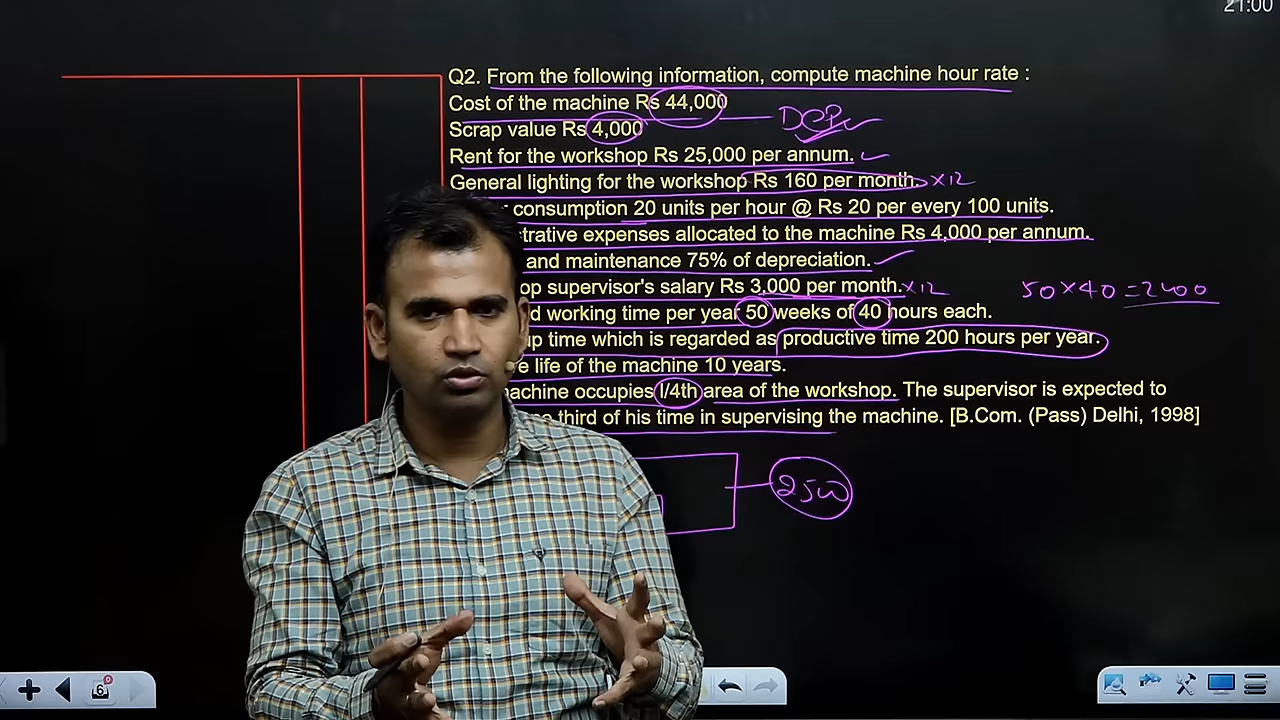 21:00
Q2. From the following information, compute machine hour rate :
Cost of the machine Rs 44,000
Depn
Scrap value Rs 4,000
Rent for the workshop Rs 25,000 per annum.
General lighting for the workshop Rs 160 per month. ×12
consumption 20 units per hour @ Rs 20 per every 100 units.
trative expenses allocated to the machine Rs 4,000 per annum.
and maintenance 75% of depreciation.
op supervisor's salary Rs 3,000 per month. ×12
50×40 =2000
d working time per year 50 weeks of 40 hours each.
up time which is regarded as productive time 200 hours per year.
e life of the machine 10 years.
achine occupies I/4th area of the workshop. The supervisor is expected to
third of his time in supervising the machine. [B.Com. (Pass) Delhi, 1998]
6
0